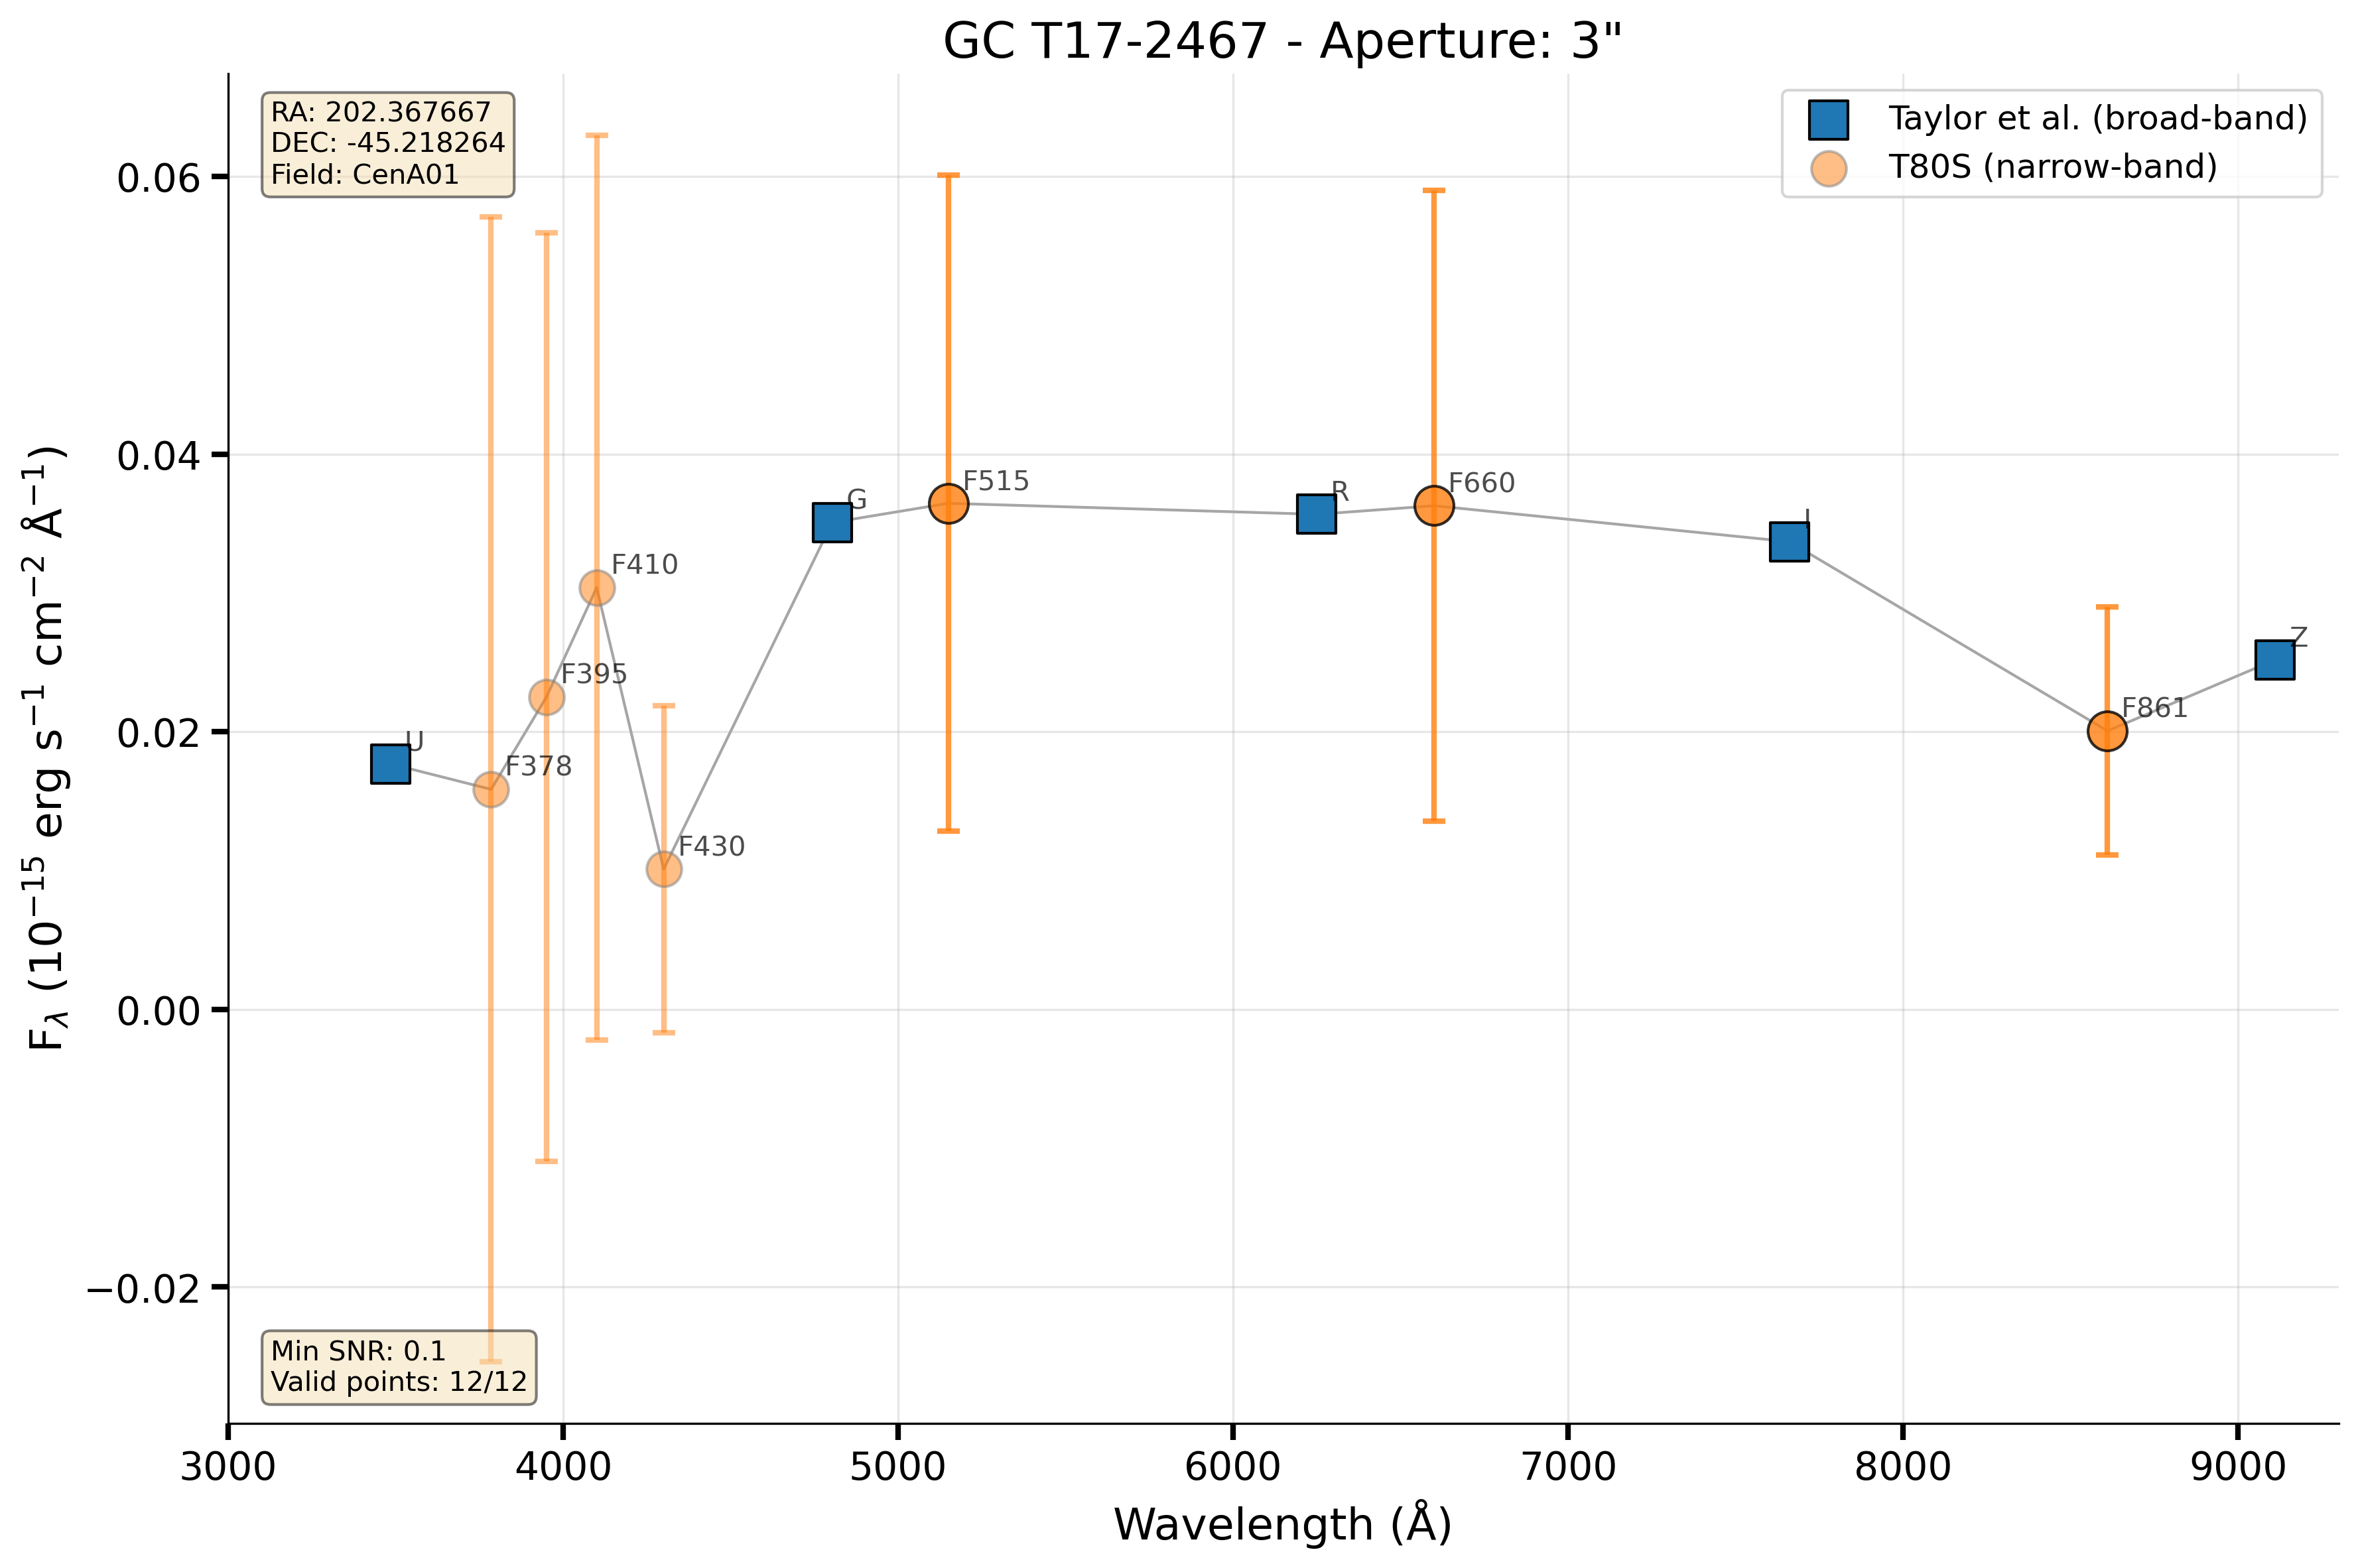 GC T17-2467 - Aperture: 3"
RA: 202.367667
DEC: -45.218264
Field: CenA01
Taylor et al. (broad-band)
T80S (narrow-band)
F_λ (10⁻¹⁵ erg s⁻¹ cm⁻² Å⁻¹)
0.06
0.04
0.02
0.00
−0.02
U
F378
F395
F410
F430
G
F515
R
F660
I
F861
Z
Min SNR: 0.1
Valid points: 12/12
3000 4000 5000 6000 7000 8000 9000
Wavelength (Å)